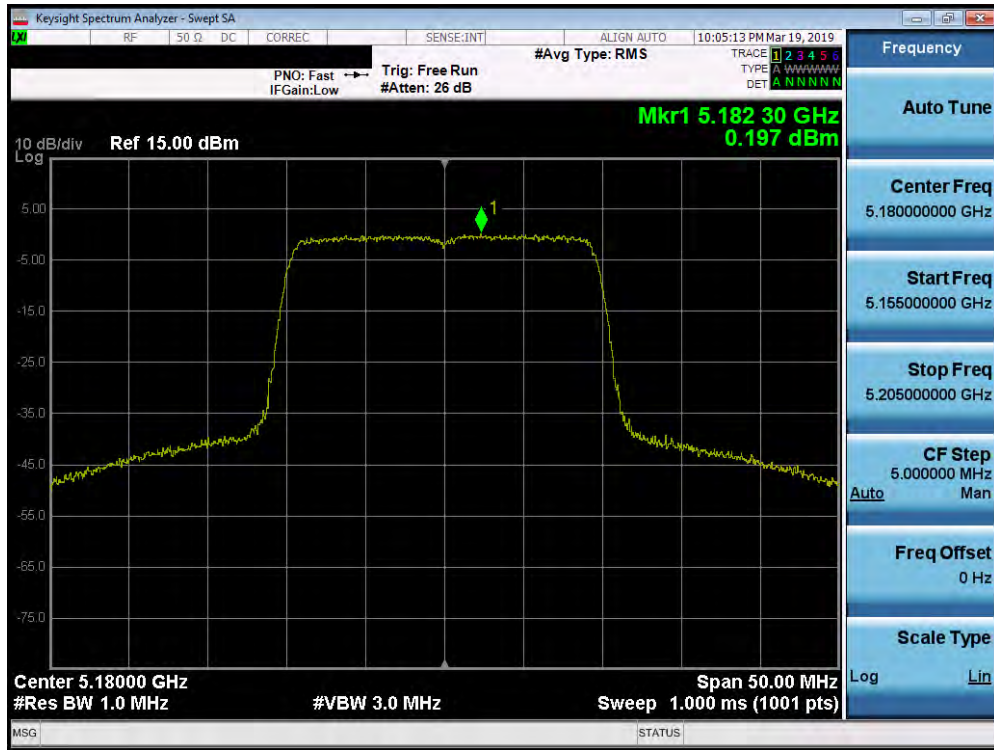 Keysight Spectrum Analyzer - Swept SA
LXI RF 50 Ω DC CORREC SENSE:INT ALIGN AUTO 10:05:13 PM Mar 19, 2019
#Avg Type: RMS TRACE 1 2 3 4 5 6
PNO: Fast Trig: Free Run TYPE A WWWWW
IFGain:Low #Atten: 26 dB DET A N N N N N
Mkr1 5.182 30 GHz
0.197 dBm
10 dB/div Ref 15.00 dBm
Log
1
5.00
-5.00
-15.0
-25.0
-35.0
-45.0
-55.0
-65.0
-75.0
Center 5.18000 GHz Span 50.00 MHz
#Res BW 1.0 MHz #VBW 3.0 MHz Sweep 1.000 ms (1001 pts)
MSG STATUS
Frequency
Auto Tune
Center Freq
5.180000000 GHz
Start Freq
5.155000000 GHz
Stop Freq
5.205000000 GHz
CF Step
5.000000 MHz
Auto Man
Freq Offset
0 Hz
Scale Type
Log Lin